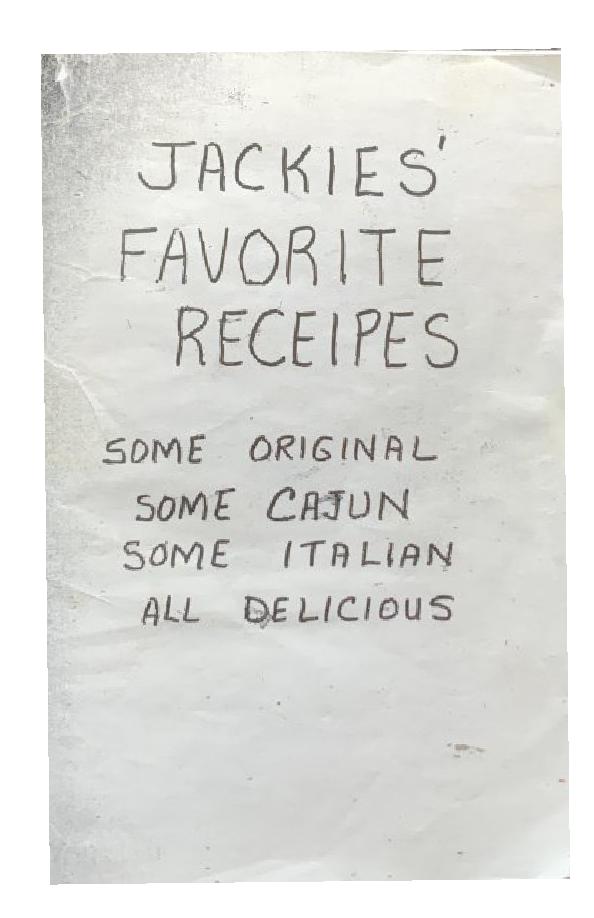 JACKIES'
FAVORITE
RECEIPES
SOME ORIGINAL
SOME CAJUN
SOME ITALIAN
ALL DELICIOUS